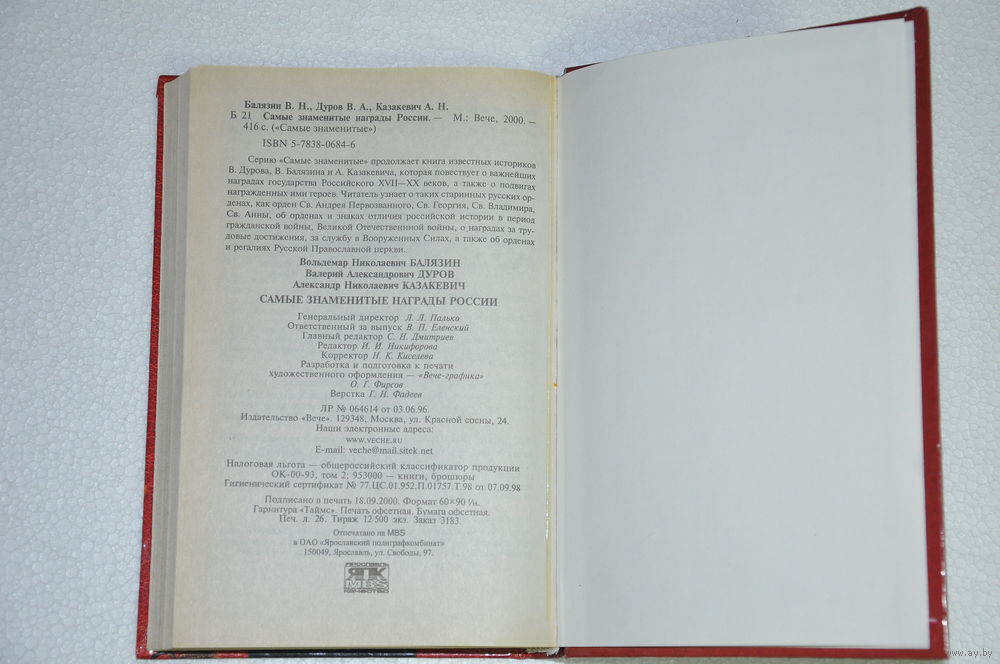 Балязин В. Н., Дуров В. А., Казакевич А. Н.
Б 21 Самые знаменитые награды России. — М.: Вече, 2000. —
416 с. («Самые знаменитые»)
ISBN 5-7838-0684-6
Серию «Самые знаменитые» продолжает книга известных историков
В. Дурова, В. Балязина и А. Казакевича, которая повествует о важнейших
наградах государства Российского XVII—XX веков, а также о подвигах
награжденных ими героев. Читатель узнает о таких старинных русских ор-
денах, как орден Св. Андрея Первозванного, Св. Георгия, Св. Владимира,
Св. Анны, об орденах и знаках отличия российской истории в период
гражданской войны, Великой Отечественной войны, о наградах за тру-
довые достижения, за службу в Вооруженных Силах, а также об орденах
и регалиях Русской Православной церкви.
Вольдемар Николаевич БАЛЯЗИН
Валерий Александрович ДУРОВ
Александр Николаевич КАЗАКЕВИЧ
САМЫЕ ЗНАМЕНИТЫЕ НАГРАДЫ РОССИИ
Генеральный директор Л. Л. Палько
Ответственный за выпуск В. П. Еленский
Главный редактор С. Н. Дмитриев
Редактор И. И. Никифорова
Корректор Н. К. Киселева
Разработка и подготовка к печати
художественного оформления — «Вече-графика»
О. Г. Фирсов
Верстка Г. Н. Фадеев
ЛР № 064614 от 03.06.96.
Издательство «Вече». 129348, Москва, ул. Красной сосны, 24.
Наши электронные адреса:
WWW.VECHE.RU
E-mail: veche@mail.sitek.net
Налоговая льгота — общероссийский классификатор продукции
ОК-00-93, том 2; 953000 — книги, брошюры
Гигиенический сертификат № 77.ЦС.01.952.П.01757.Т.98 от 07.09.98
Подписано в печать 18.09.2000. Формат 60×90 1/16.
Гарнитура «Таймс». Печать офсетная. Бумага офсетная.
Печ. л. 26. Тираж 12 500 экз. Заказ 3183.
Отпечатано на MBS
в ОАО «Ярославский полиграфкомбинат»
150049, Ярославль, ул. Свободы, 97.
ЯРОСЛАВЛЬ
ЯПК
MBS
КАЧЕСТВО
www.ay.by